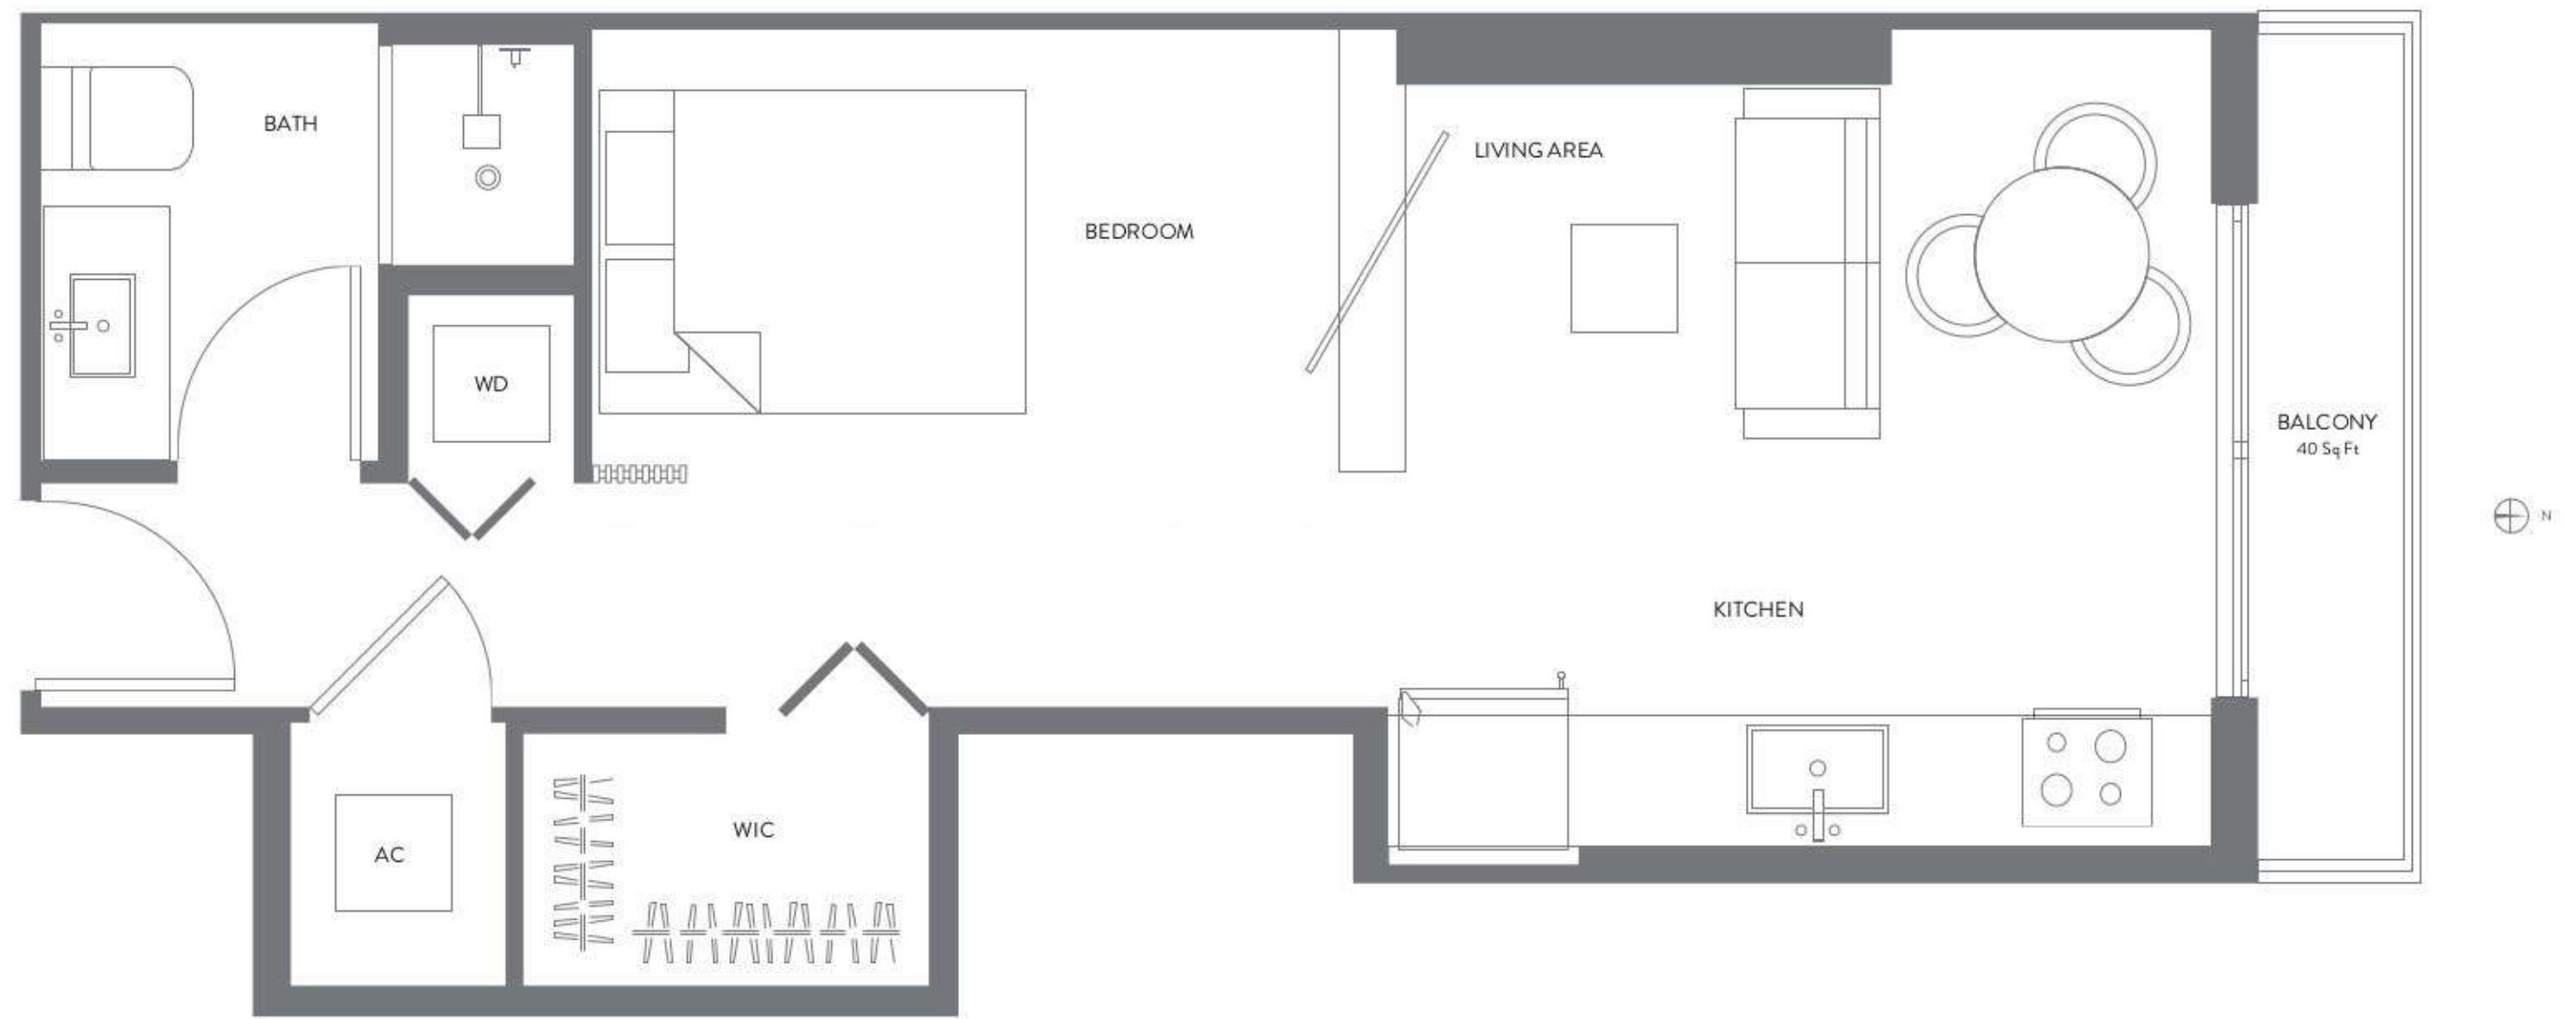 BATH
LIVING AREA
BEDROOM
WD
BALCONY
40 Sq Ft
N
KITCHEN
WIC
AC